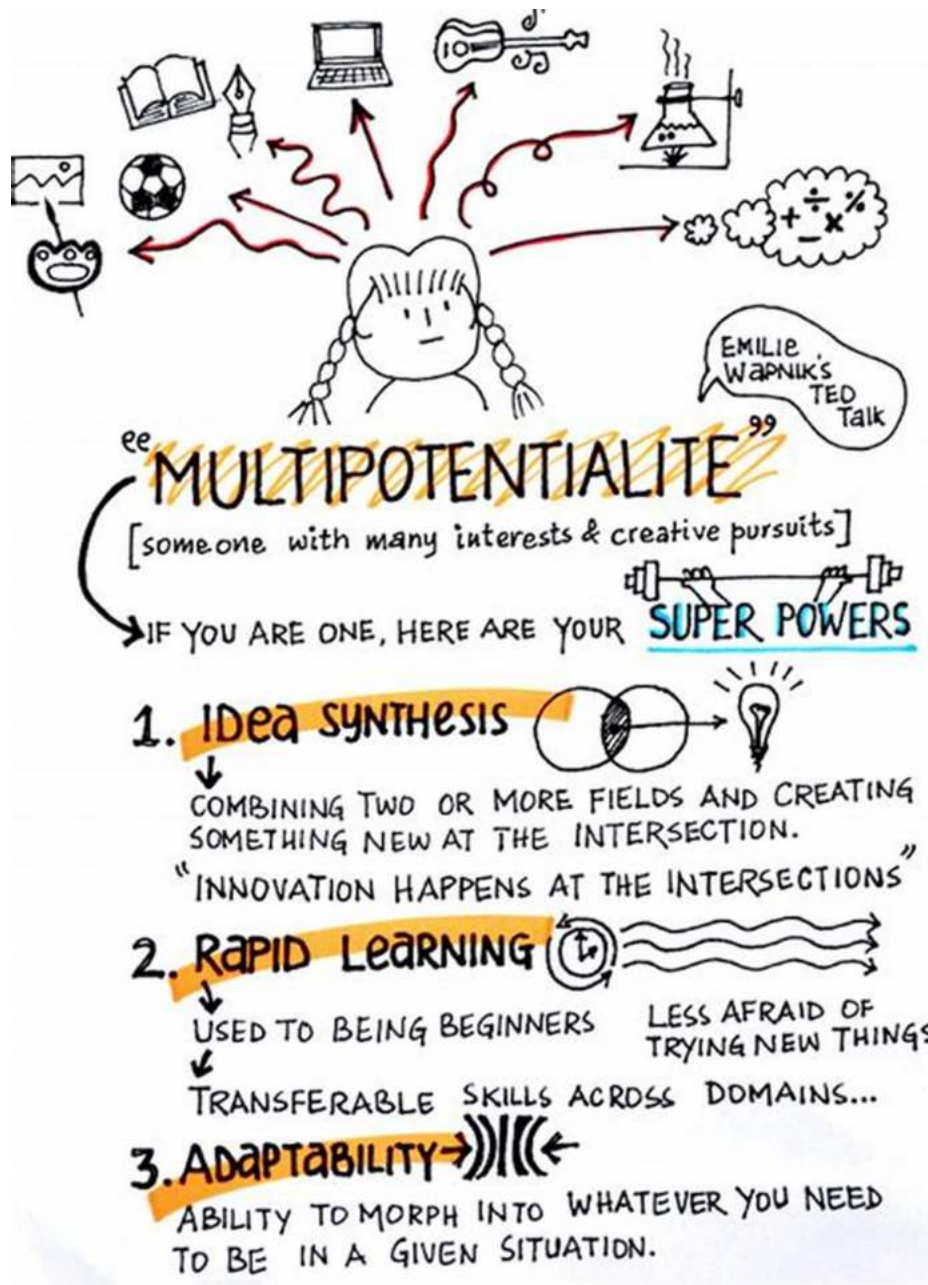 EMILIE
WAPNIK'S
TED
Talk
"MULTIPOTENTIALITE"
[someone with many interests & creative pursuits]
IF YOU ARE ONE, HERE ARE YOUR SUPER POWERS
1. IDea SYNTHesIS
COMBINING TWO OR MORE FIELDS AND CREATING
SOMETHING NEW AT THE INTERSECTION.
"INNOVATION HAPPENS AT THE INTERSECTIONS"
2. RaPID LeaRNING
USED TO BEING BEGINNERS
LESS AFRAID OF
TRYING NEW THINGS
TRANSFERABLE SKILLS ACROSS DOMAINS...
3. ADaPTaBILITY
ABILITY TO MORPH INTO WHATEVER YOU NEED
TO BE IN A GIVEN SITUATION.
+ ÷ % − x